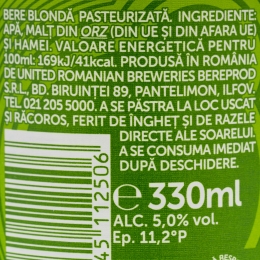 BERE BLONDĂ PASTEURIZATĂ. INGREDIENTE:
APĂ, MALT DIN ORZ (DIN UE ȘI DIN AFARA UE)
ȘI HAMEI. VALOARE ENERGETICĂ PENTRU
100ml: 169kJ/41kcal. PRODUSĂ ÎN ROMÂNIA
DE UNITED ROMANIAN BREWERIES BEREPROD
S.R.L., BD. BIRUINȚEI 89, PANTELIMON, ILFOV.
TEL. 021 205 5000. A SE PĂSTRA LA LOC USCAT
ȘI RĂCOROS, FERIT DE ÎNGHEȚ ȘI DE RAZELE
DIRECTE ALE SOARELUI.
A SE CONSUMA IMEDIAT
DUPĂ DESCHIDERE.
45112506
℮ 330ml
ALC. 5,0% vol.
Ep. 11,2°P